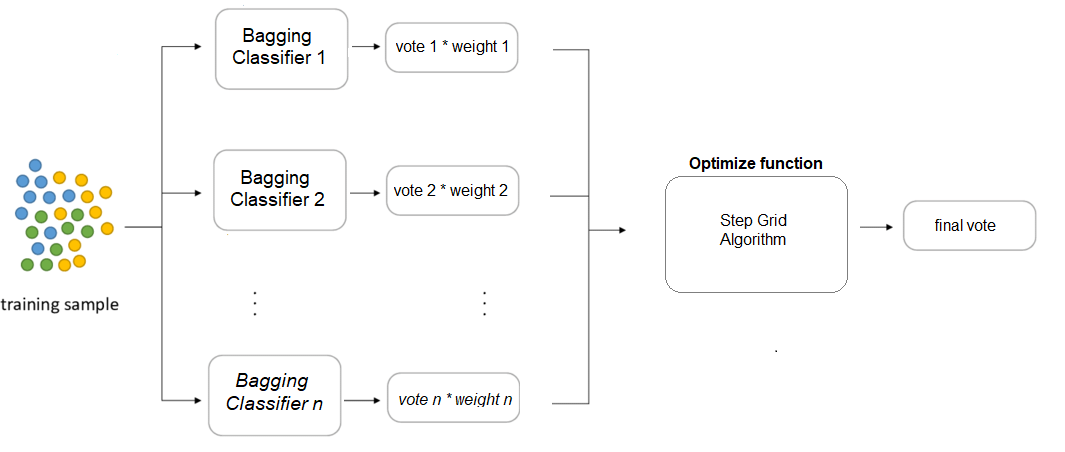 Bagging
Classifier 1
vote 1 * weight 1
Bagging
Classifier 2
vote 2 * weight 2
Optimize function
Step Grid
Algorithm
final vote
training sample
Bagging
Classifier n
vote n * weight n